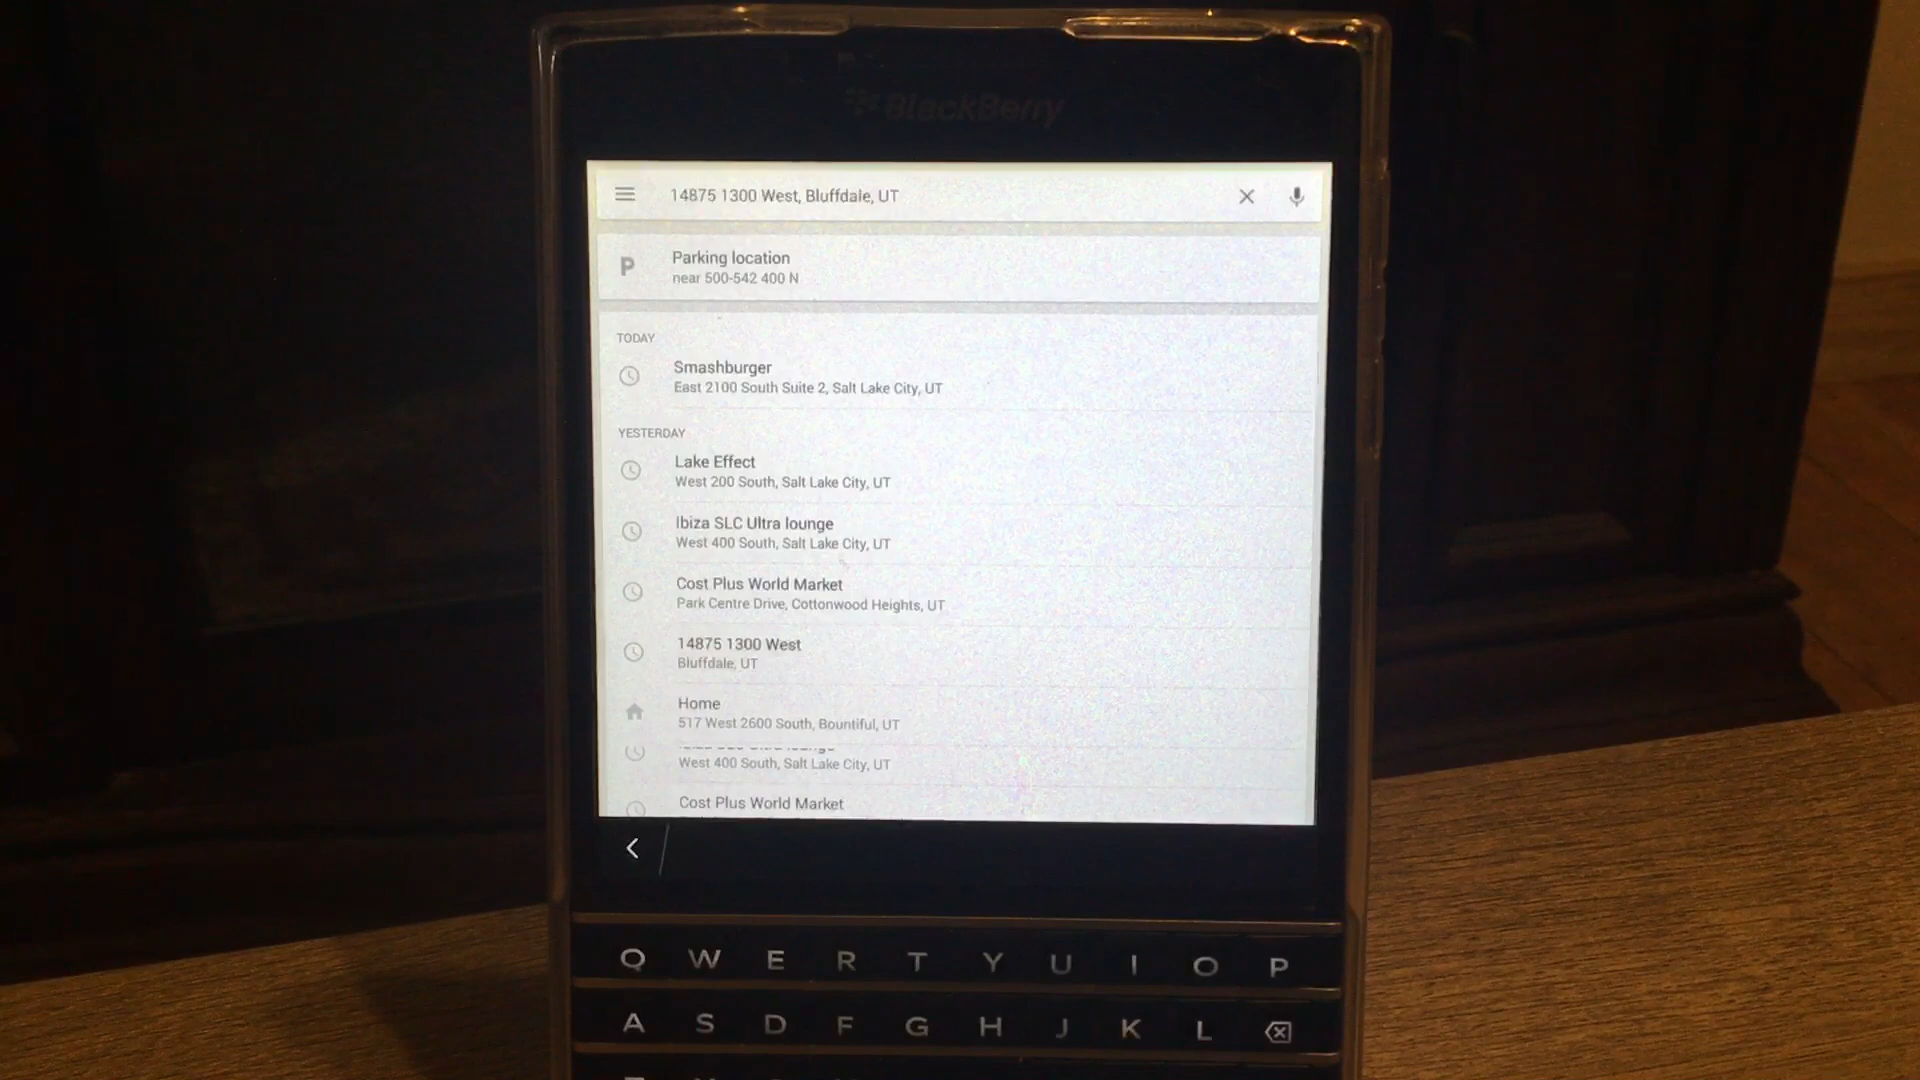 BlackBerry
14875 1300 West, Bluffdale, UT
P
Parking location
near 500-542 400 N
TODAY
Smashburger
East 2100 South Suite 2, Salt Lake City, UT
YESTERDAY
Lake Effect
West 200 South, Salt Lake City, UT
Ibiza SLC Ultra lounge
West 400 South, Salt Lake City, UT
Cost Plus World Market
Park Centre Drive, Cottonwood Heights, UT
14875 1300 West
Bluffdale, UT
Home
517 West 2600 South, Bountiful, UT
West 400 South, Salt Lake City, UT
Cost Plus World Market
Q W E R T Y U I O P
A S D F G H J K L